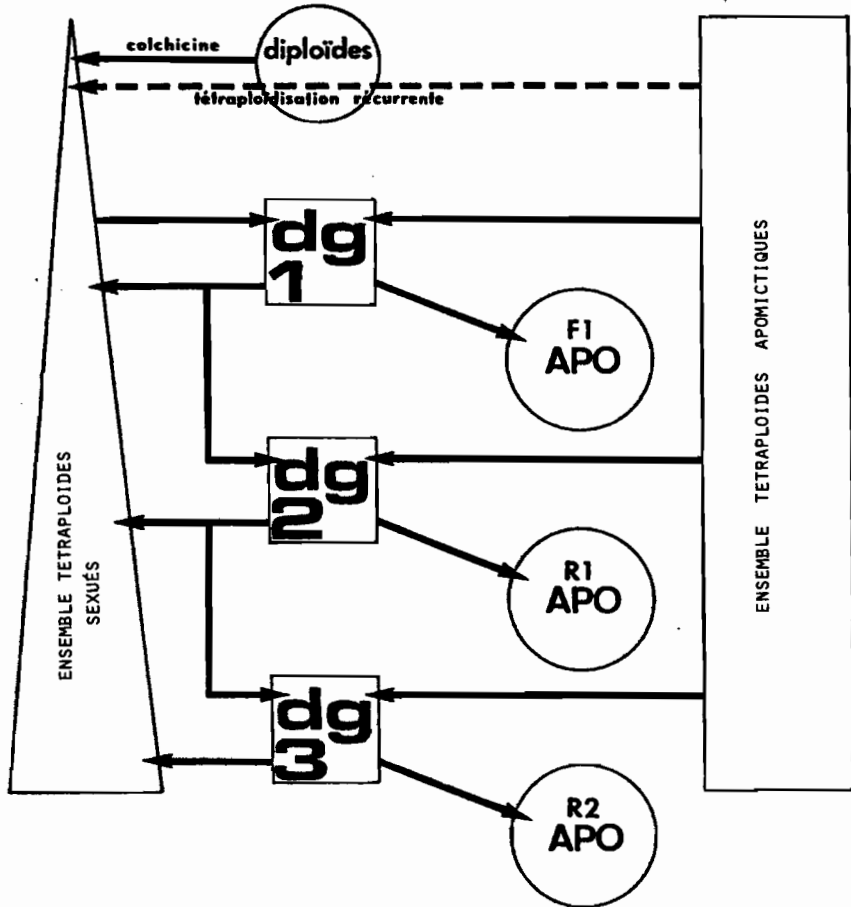 colchicine
diploïdes
tétraploïdisation récurrente
dg
1
F1
APO
dg
2
R1
APO
dg
3
R2
APO
ENSEMBLE TETRAPLOIDES
SEXUÉS
ENSEMBLE TETRAPLOIDES APOMICTIQUES